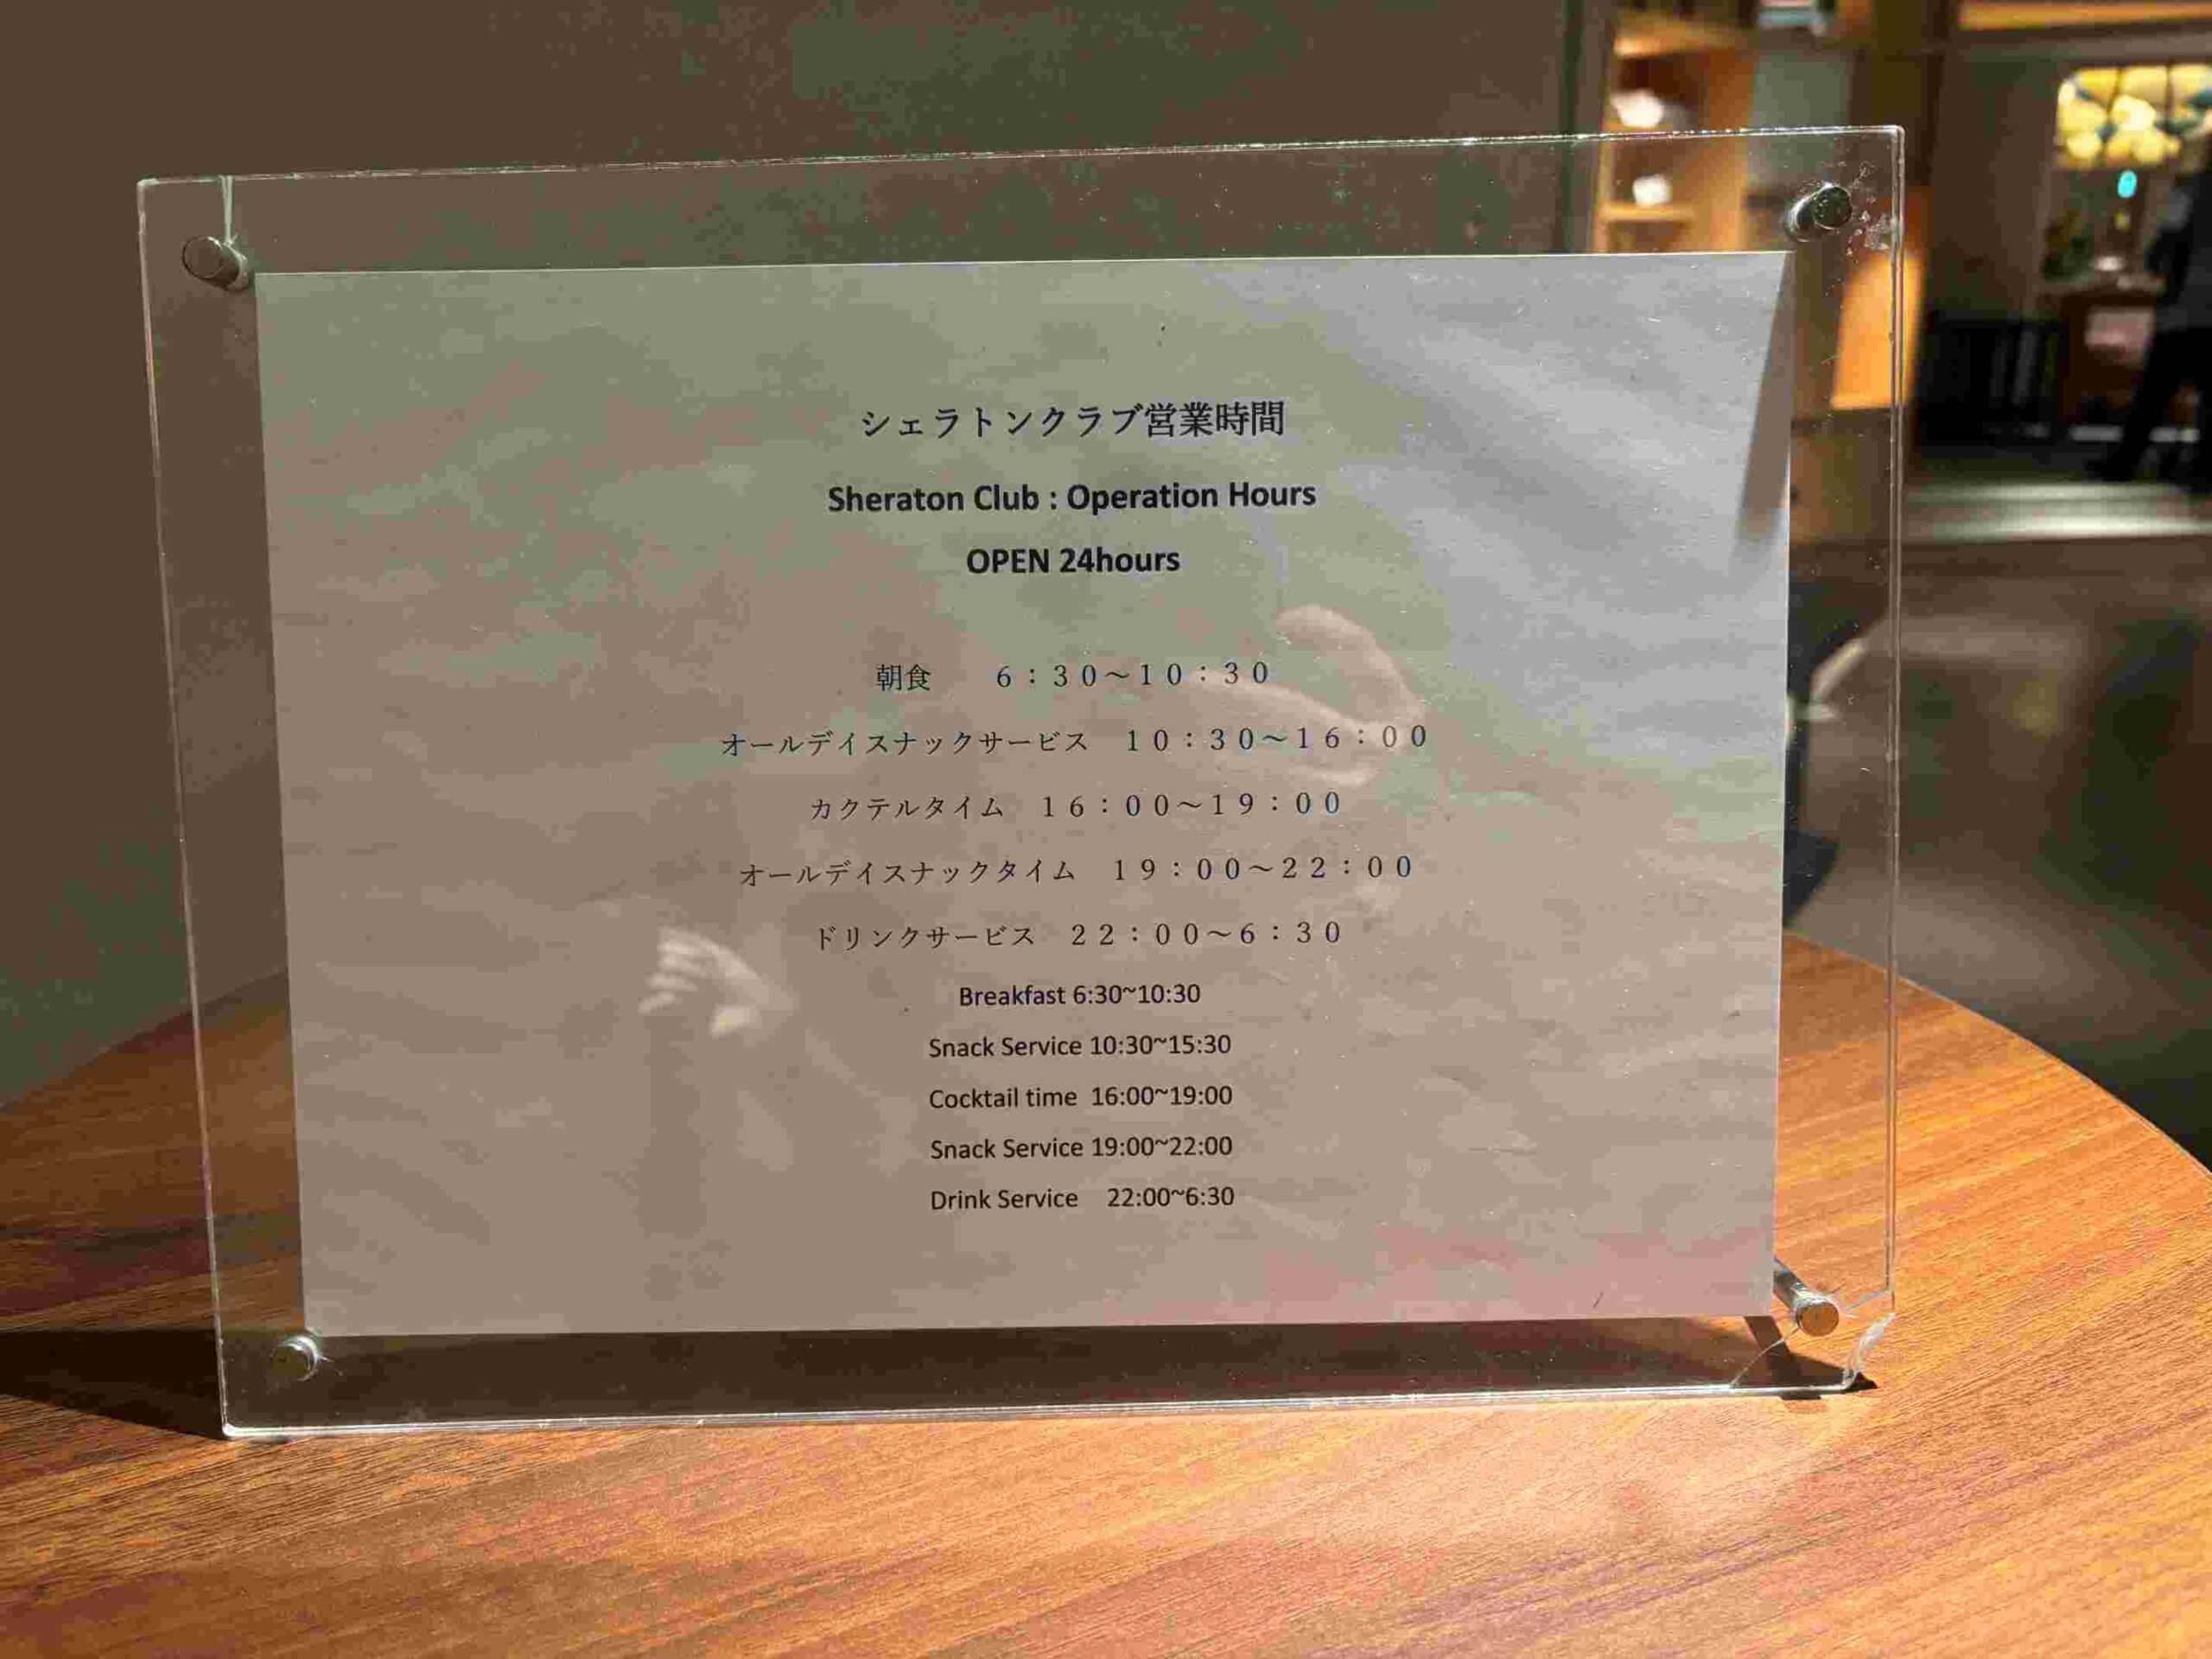 シェラトンクラブ営業時間
Sheraton Club : Operation Hours
OPEN 24hours
朝食　　６：３０～１０：３０
オールデイスナックサービス　１０：３０～１６：００
カクテルタイム　１６：００～１９：００
オールデイスナックタイム　１９：００～２２：００
ドリンクサービス　２２：００～６：３０
Breakfast 6:30~10:30
Snack Service 10:30~15:30
Cocktail time 16:00~19:00
Snack Service 19:00~22:00
Drink Service 22:00~6:30